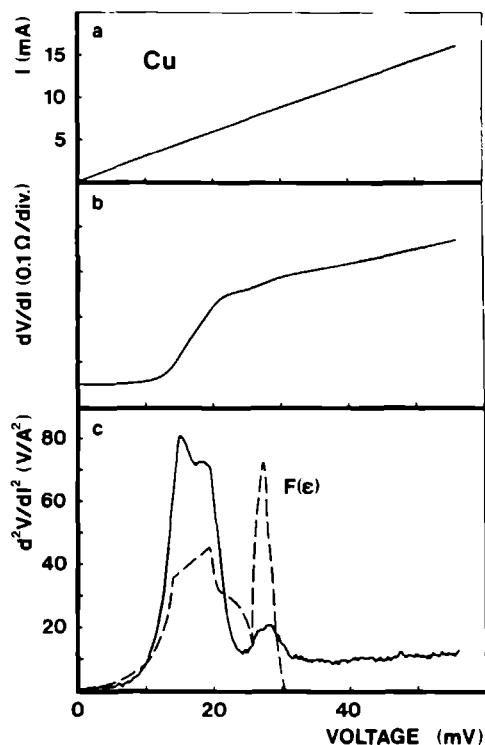 a
Cu
I (mA)
15
10
5
b
dV/dI (0.1 Ω/div.)
c
d²V/dI² (V/A²)
80
60
40
20
F(ε)
0
20
40
60
VOLTAGE (mV)